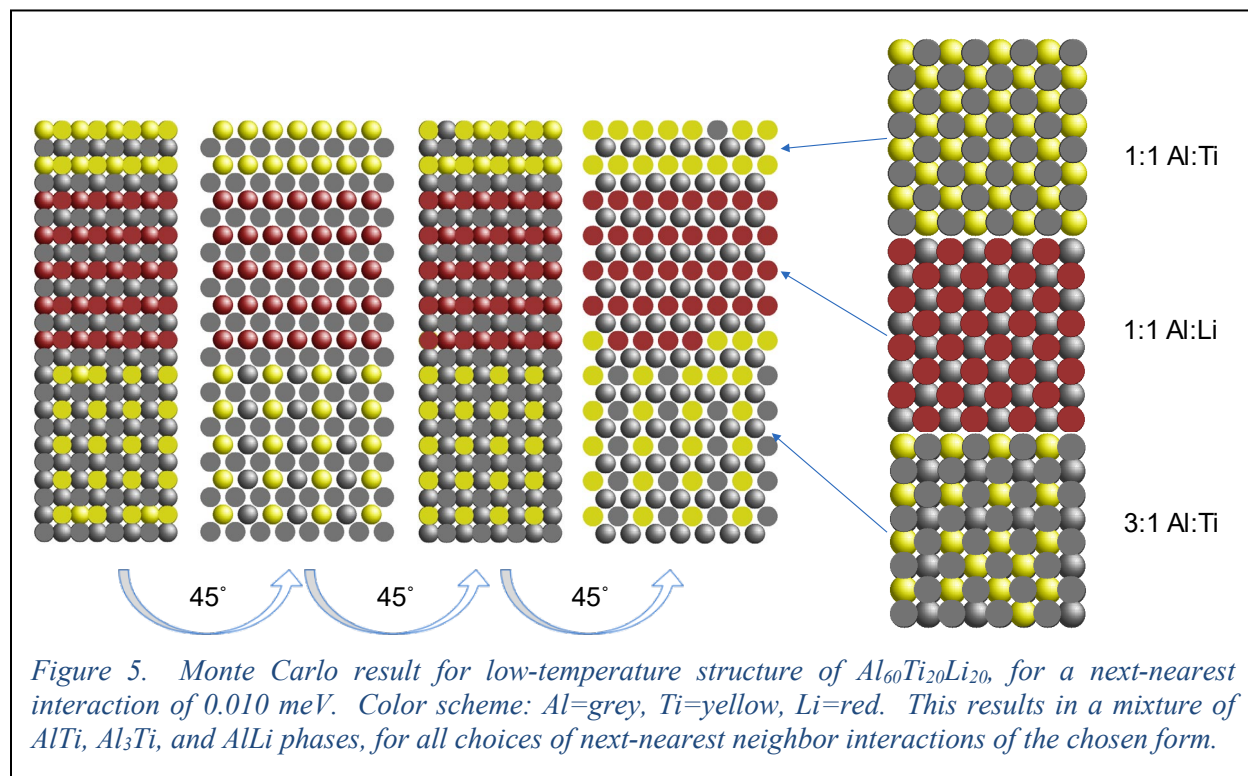 1:1 Al:Ti
1:1 Al:Li
3:1 Al:Ti
45˚
45˚
45˚
Figure 5. Monte Carlo result for low-temperature structure of Al₆₀Ti₂₀Li₂₀, for a next-nearest
interaction of 0.010 meV. Color scheme: Al=grey, Ti=yellow, Li=red. This results in a mixture of
AlTi, Al₃Ti, and AlLi phases, for all choices of next-nearest neighbor interactions of the chosen form.